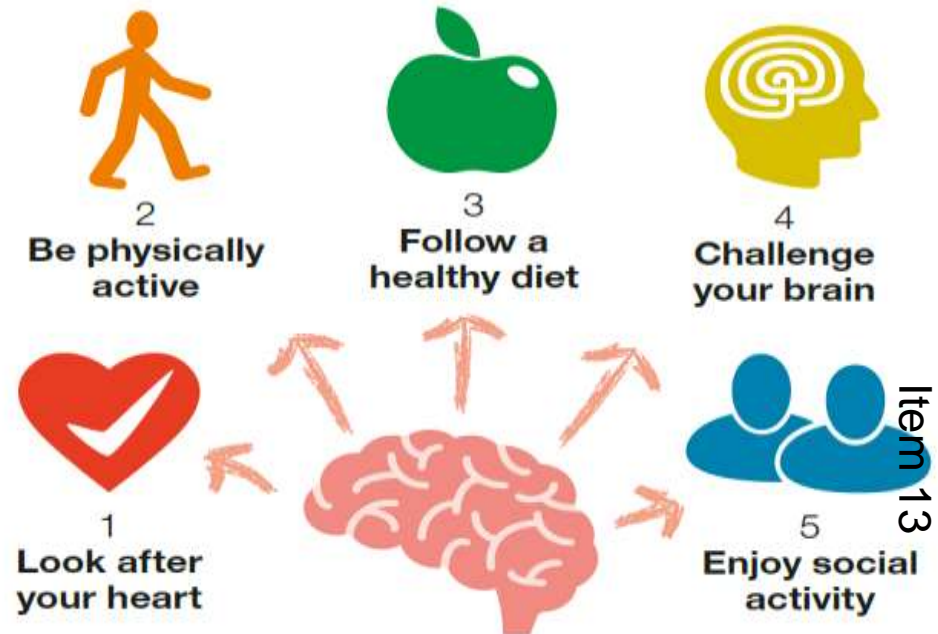 1
Look after
your heart
2
Be physically
active
3
Follow a
healthy diet
4
Challenge
your brain
5
Enjoy social
activity
Item 13